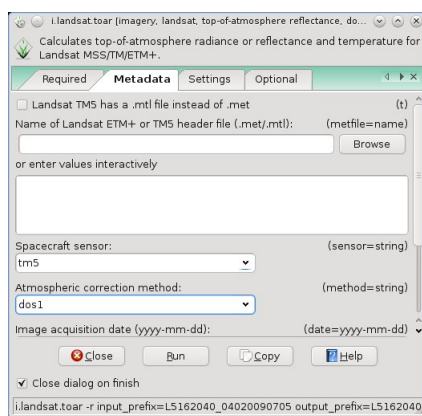 i.landsat.toar [imagery, landsat, top-of-atmosphere reflectance, do...
Calculates top-of-atmosphere radiance or reflectance and temperature for
Landsat MSS/TM/ETM+.
Required Metadata Settings Optional
Landsat TM5 has a .mtl file instead of .met (t)
Name of Landsat ETM+ or TM5 header file (.met/.mtl): (metfile=name)
Browse
or enter values interactively
Spacecraft sensor: (sensor=string)
tm5
Atmospheric correction method: (method=string)
dos1
Image acquisition date (yyyy-mm-dd): (date=yyyy-mm-dd)
Close Run Copy Help
Close dialog on finish
i.landsat.toar -r input_prefix=L5162040_04020090705 output_prefix=L5162040